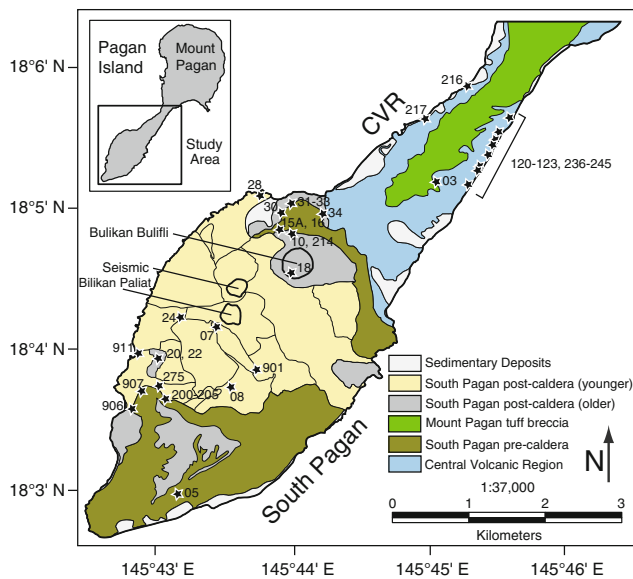 Pagan
Island
Mount
Pagan
Study
Area
18°6' N
18°5' N
18°4' N
18°3' N
216
217
CVR
120-123, 236-245
03
28
30
31-33
34
15A, 16
10, 214
Bulikan Bulifli
18
Seismic
Bilikan Paliat
24
07
911
20, 22
901
275
907
200-205
08
906
05
South Pagan
Sedimentary Deposits
South Pagan post-caldera (younger)
South Pagan post-caldera (older)
Mount Pagan tuff breccia
South Pagan pre-caldera
Central Volcanic Region
N
1:37,000
0 1 2 3
Kilometers
145°43' E 145°44' E 145°45' E 145°46' E